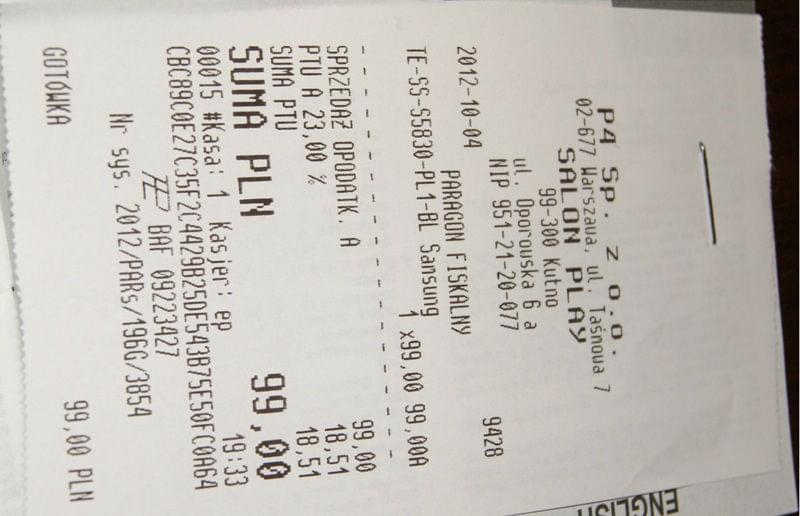 P4 SP. Z O.O.
02-677 Warszawa, ul. Taśmowa 7
SALON PLAY
99-300 Kutno
ul. Oporowska 6 a
NIP 951-21-20-077
2012-10-04 9428
PARAGON FISKALNY
TE-SS-S5830-PL1-BL Samsung
1 x99,00 99,00A
- - - - - - - - - - - - - - - - - - - -
SPRZEDAŻ OPODATK. A 99,00
PTU A 23,00 % 18,51
SUMA PTU 18,51
SUMA PLN 99,00
00015 #Kasa: 1 Kasjer: ep 19:33
CBC89C0E27C35F2C4429B25DE543B75E50FC0A64
BAF 09223427
Nr sys. 2012/PARs/196G/3854
GOTÓWKA 99,00 PLN
ENGLISH